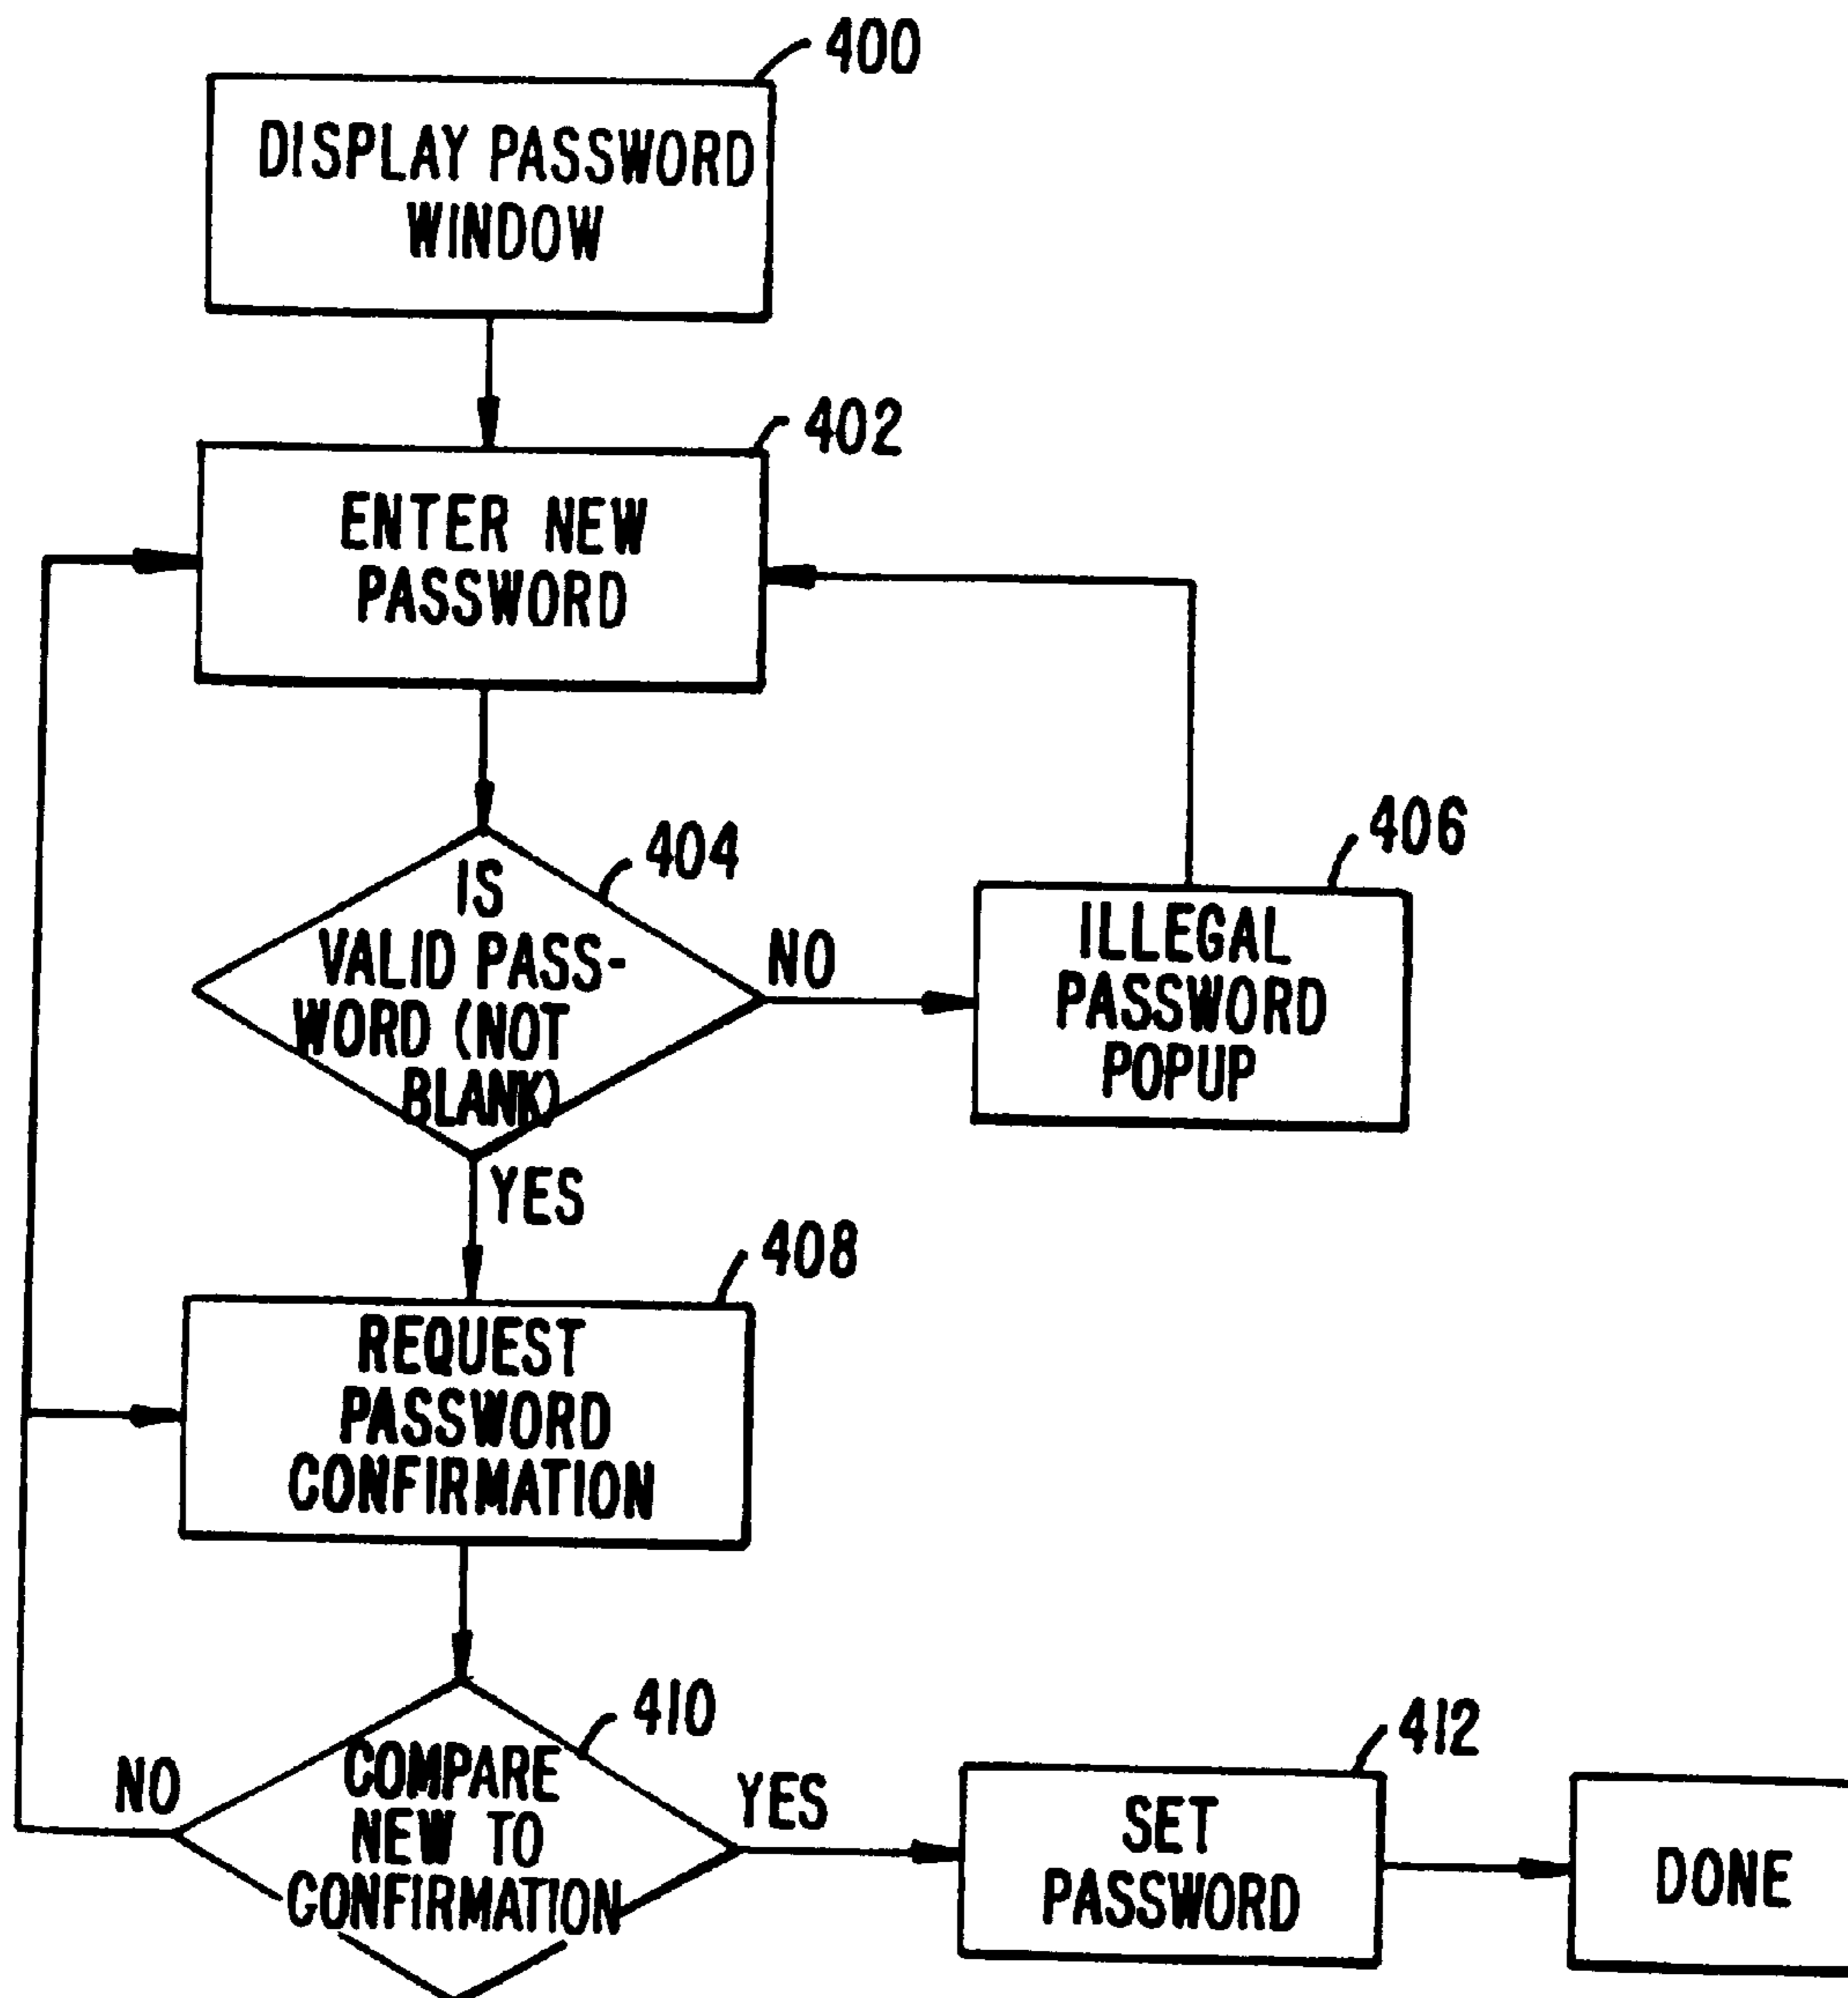 400
DISPLAY PASSWORD
WINDOW
402
ENTER NEW
PASSWORD
404
IS
VALID PASS-
WORD (NOT
BLANK)
NO
406
ILLEGAL
PASSWORD
POPUP
YES
408
REQUEST
PASSWORD
CONFIRMATION
410
NO
COMPARE
NEW TO
CONFIRMATION
YES
412
SET
PASSWORD
DONE